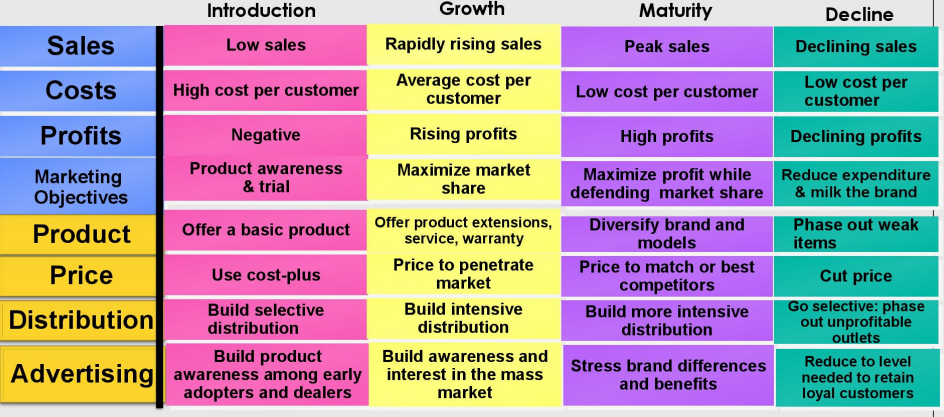 Introduction Growth Maturity Decline
Sales
Low sales
Rapidly rising sales
Peak sales
Declining sales
Costs
High cost per customer
Average cost per
customer
Low cost per customer
Low cost per
customer
Profits
Negative
Rising profits
High profits
Declining profits
Marketing
Objectives
Product awareness
& trial
Maximize market
share
Maximize profit while
defending market share
Reduce expenditure
& milk the brand
Product
Offer a basic product
Offer product extensions,
service, warranty
Diversify brand and
models
Phase out weak
items
Price
Use cost-plus
Price to penetrate
market
Price to match or best
competitors
Cut price
Distribution
Build selective
distribution
Build intensive
distribution
Build more intensive
distribution
Go selective: phase
out unprofitable
outlets
Advertising
Build product
awareness among early
adopters and dealers
Build awareness and
interest in the mass
market
Stress brand differences
and benefits
Reduce to level
needed to retain
loyal customers